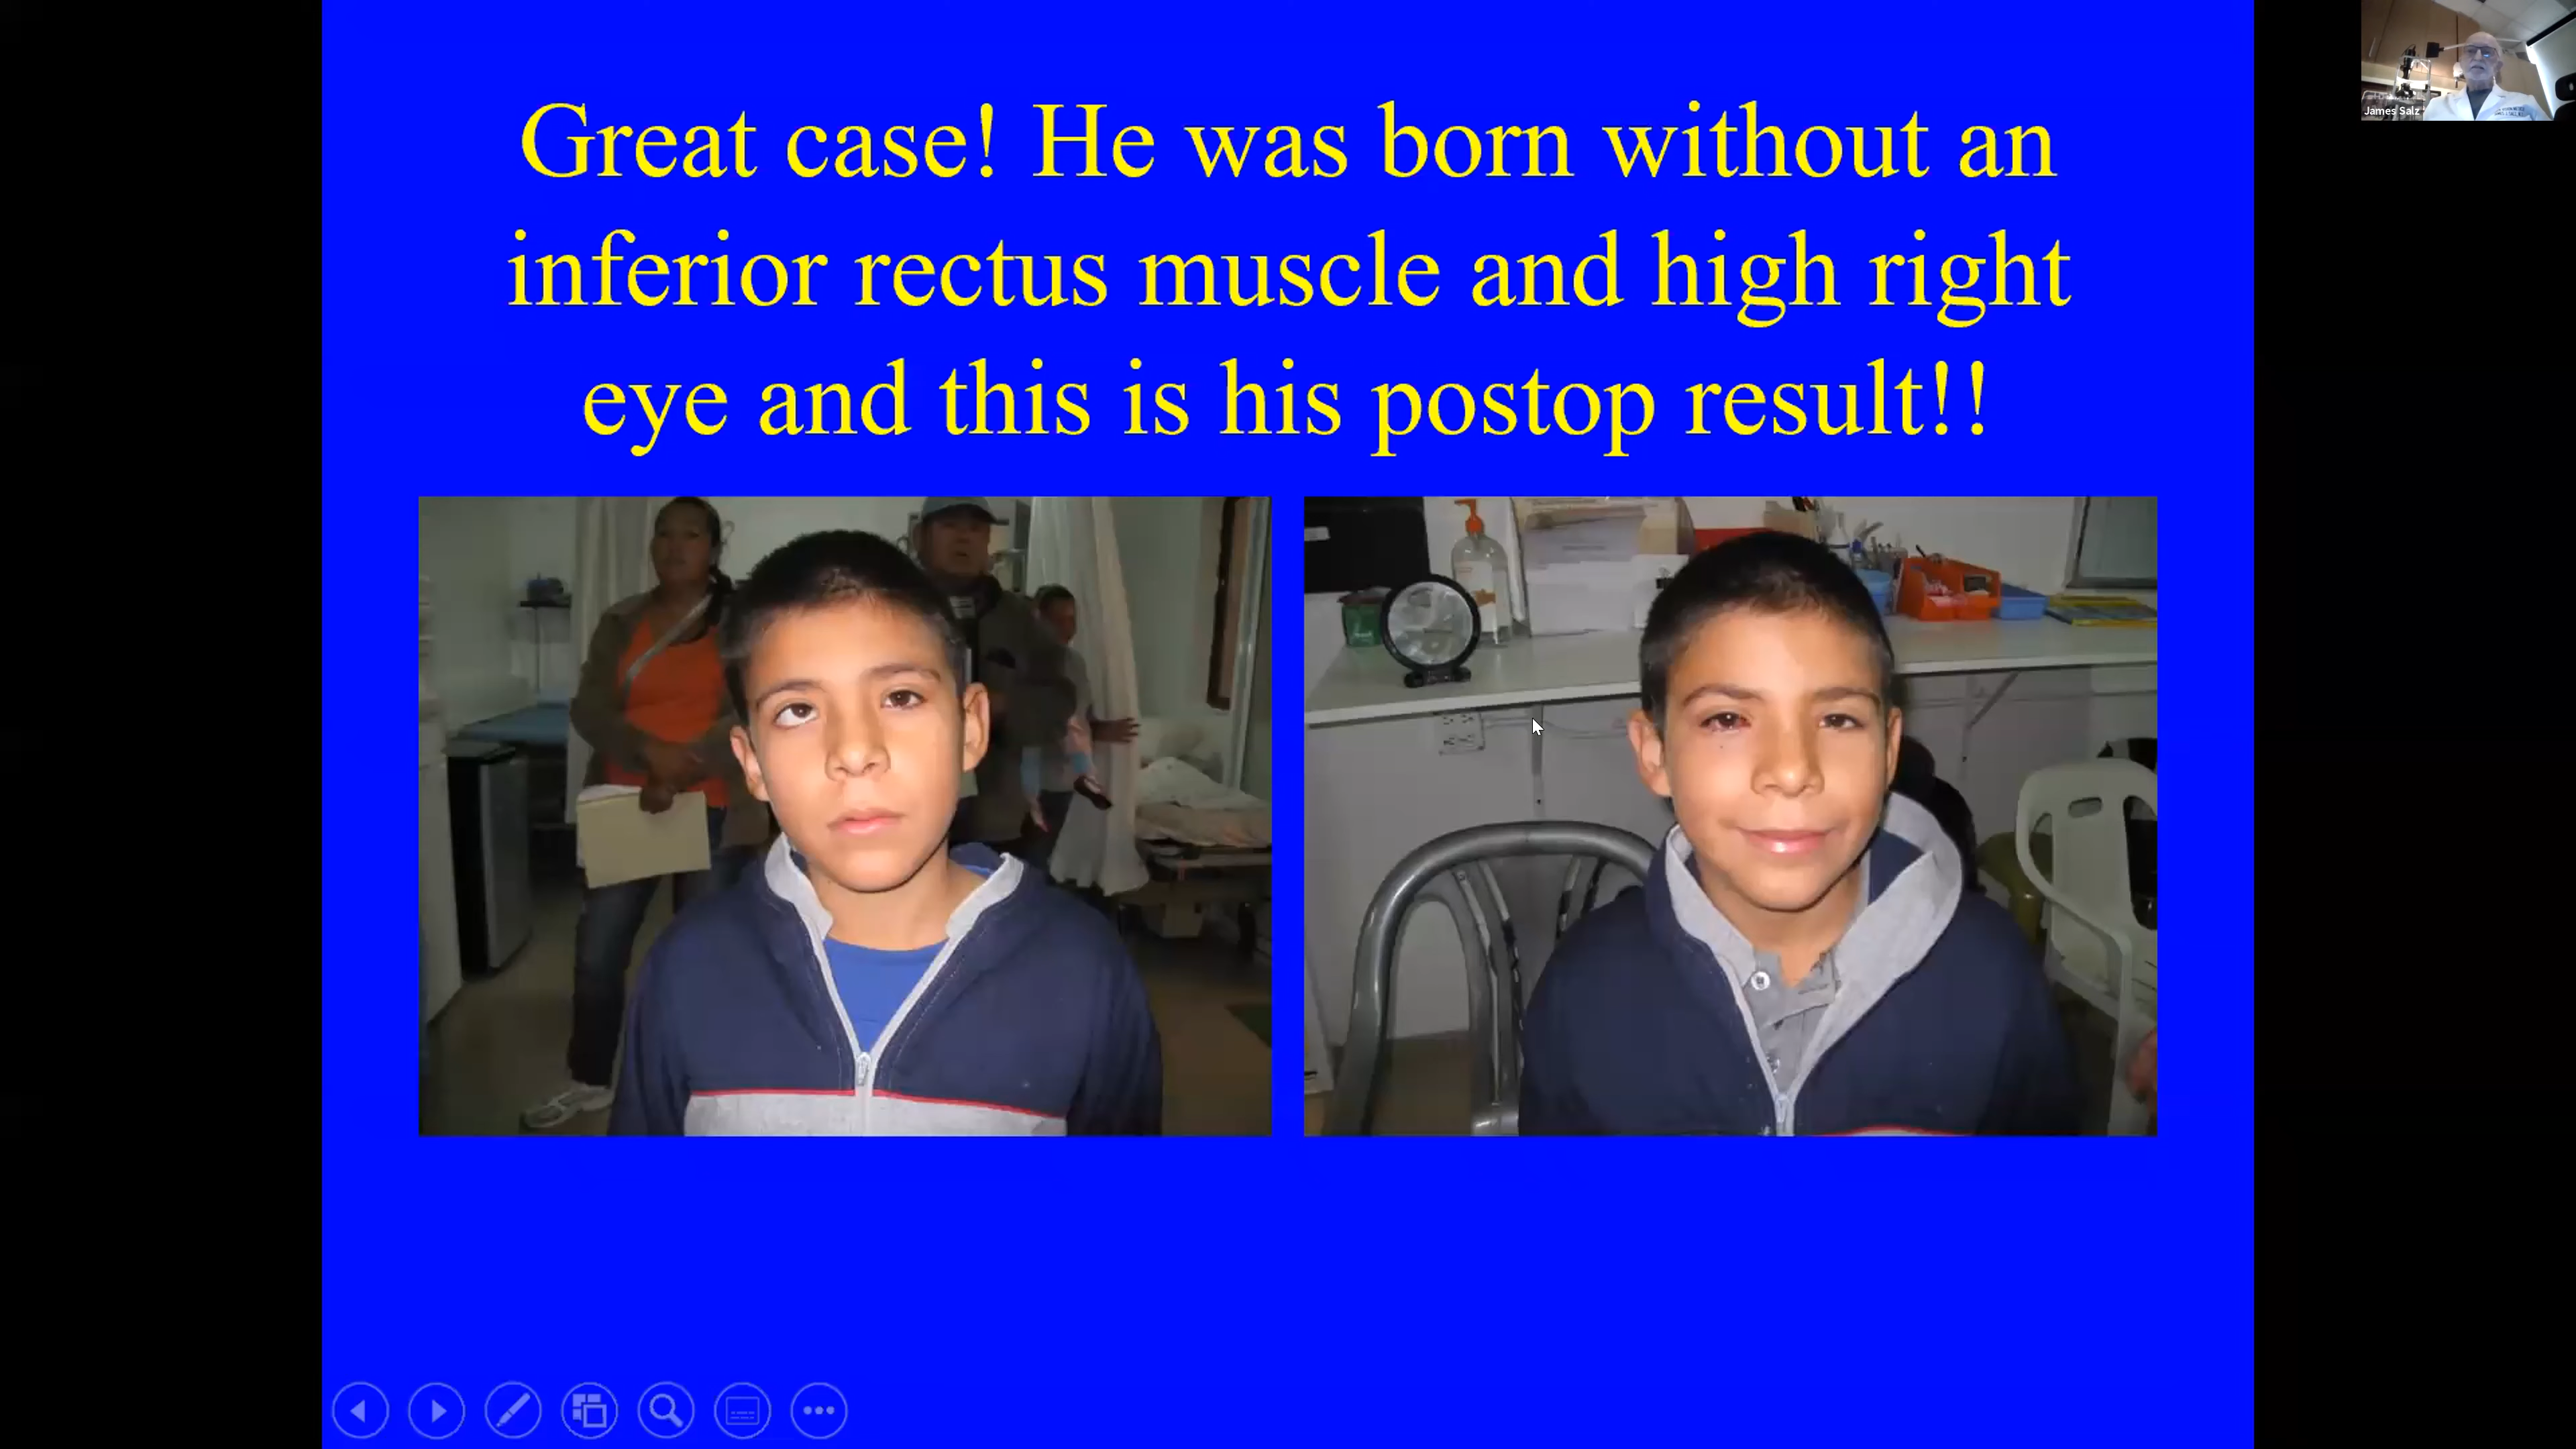 James Salz
Great case! He was born without an
inferior rectus muscle and high right
eye and this is his postop result!!